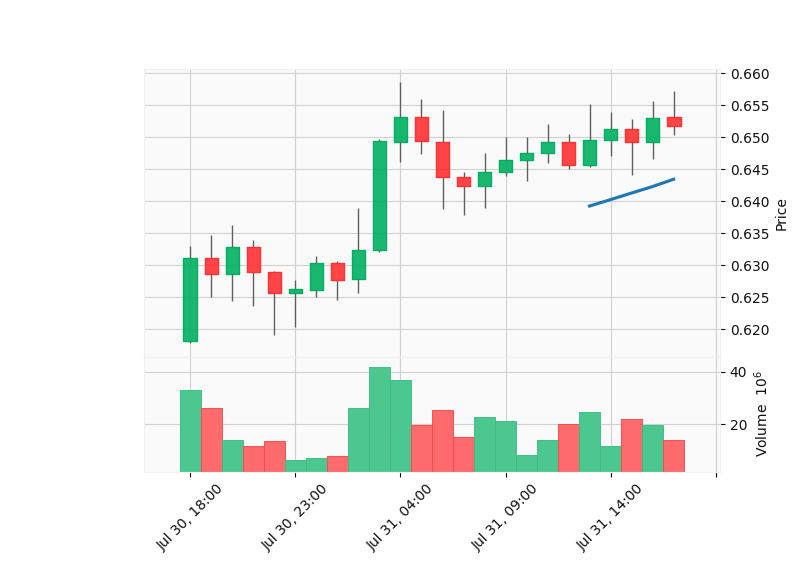 0.660
0.655
0.650
0.645
0.640
0.635
0.630
0.625
0.620
Price
40
20
Volume 10^6
Jul 30, 18:00
Jul 30, 23:00
Jul 31, 04:00
Jul 31, 09:00
Jul 31, 14:00